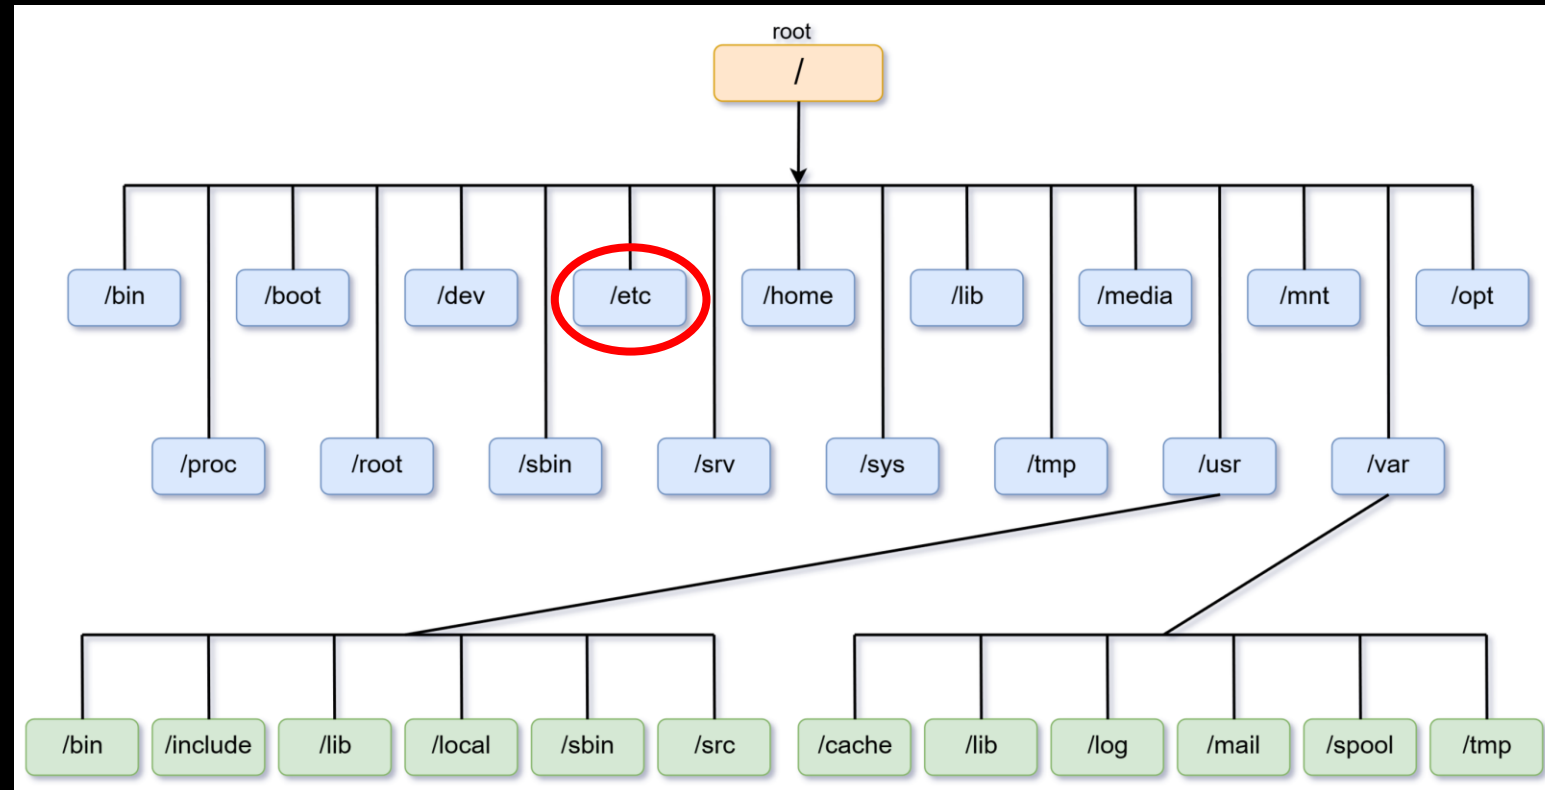 root
/
/bin
/boot
/dev
/etc
/home
/lib
/media
/mnt
/opt
/proc
/root
/sbin
/srv
/sys
/tmp
/usr
/var
/bin
/include
/lib
/local
/sbin
/src
/cache
/lib
/log
/mail
/spool
/tmp